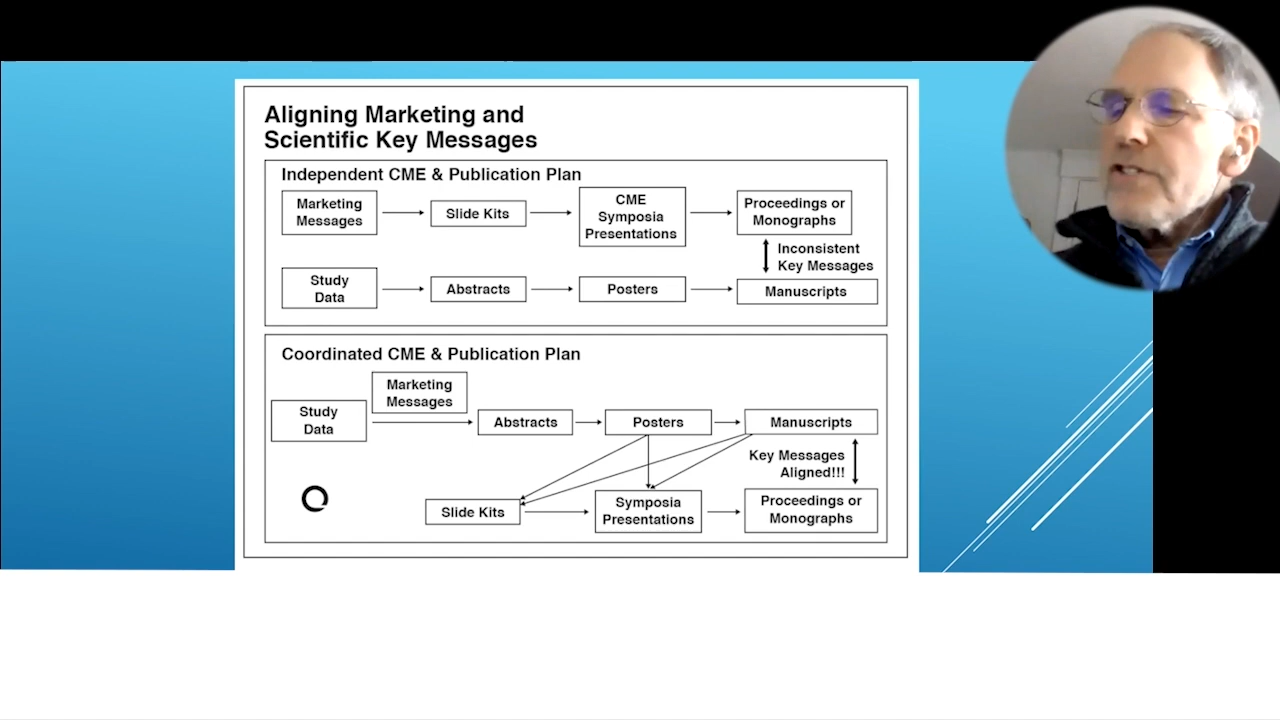 Aligning Marketing and
Scientific Key Messages
Independent CME & Publication Plan
Marketing
Messages
Slide Kits
CME
Symposia
Presentations
Proceedings or
Monographs
Inconsistent
Key Messages
Study
Data
Abstracts
Posters
Manuscripts
Coordinated CME & Publication Plan
Study
Data
Marketing
Messages
Abstracts
Posters
Manuscripts
Key Messages
Aligned!!!
Slide Kits
Symposia
Presentations
Proceedings or
Monographs